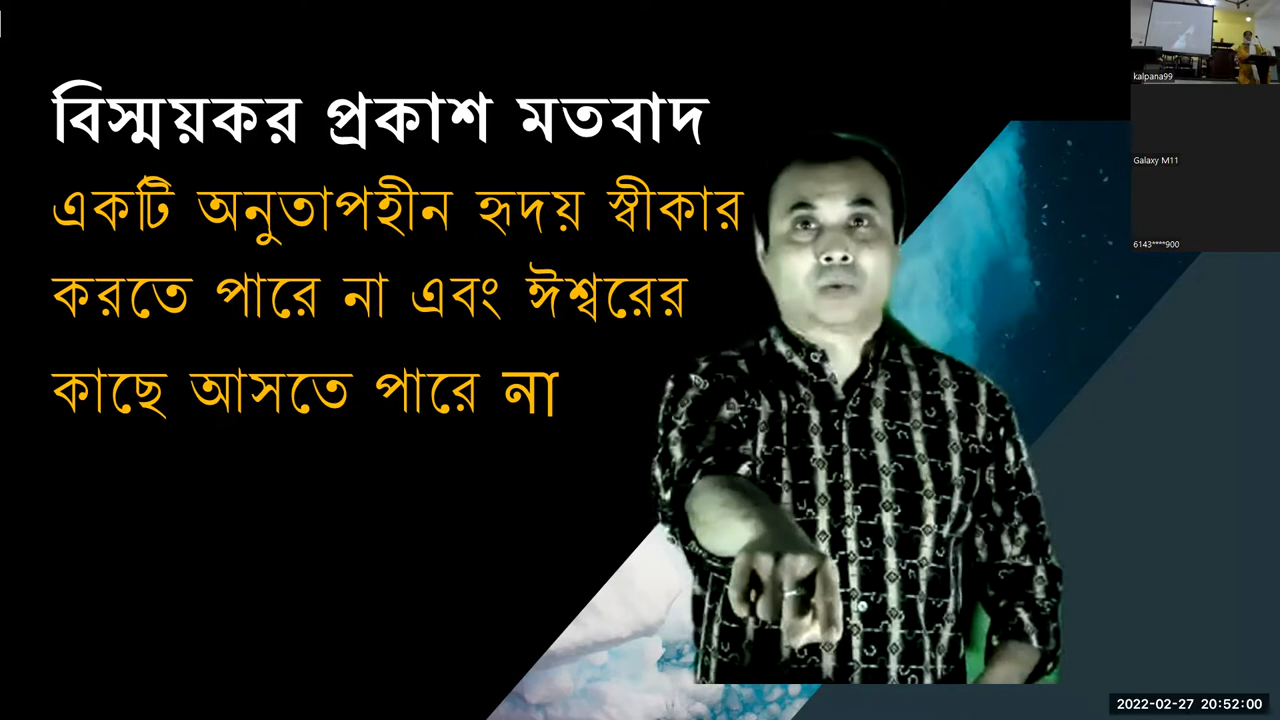 বিস্ময়কর প্রকাশ মতবাদ
একটি অনুতাপহীন হৃদয় স্বীকার
করতে পারে না এবং ঈশ্বরের
কাছে আসতে পারে না
kalpana99
Galaxy M11
6143****900
2022-02-27 20:52:00